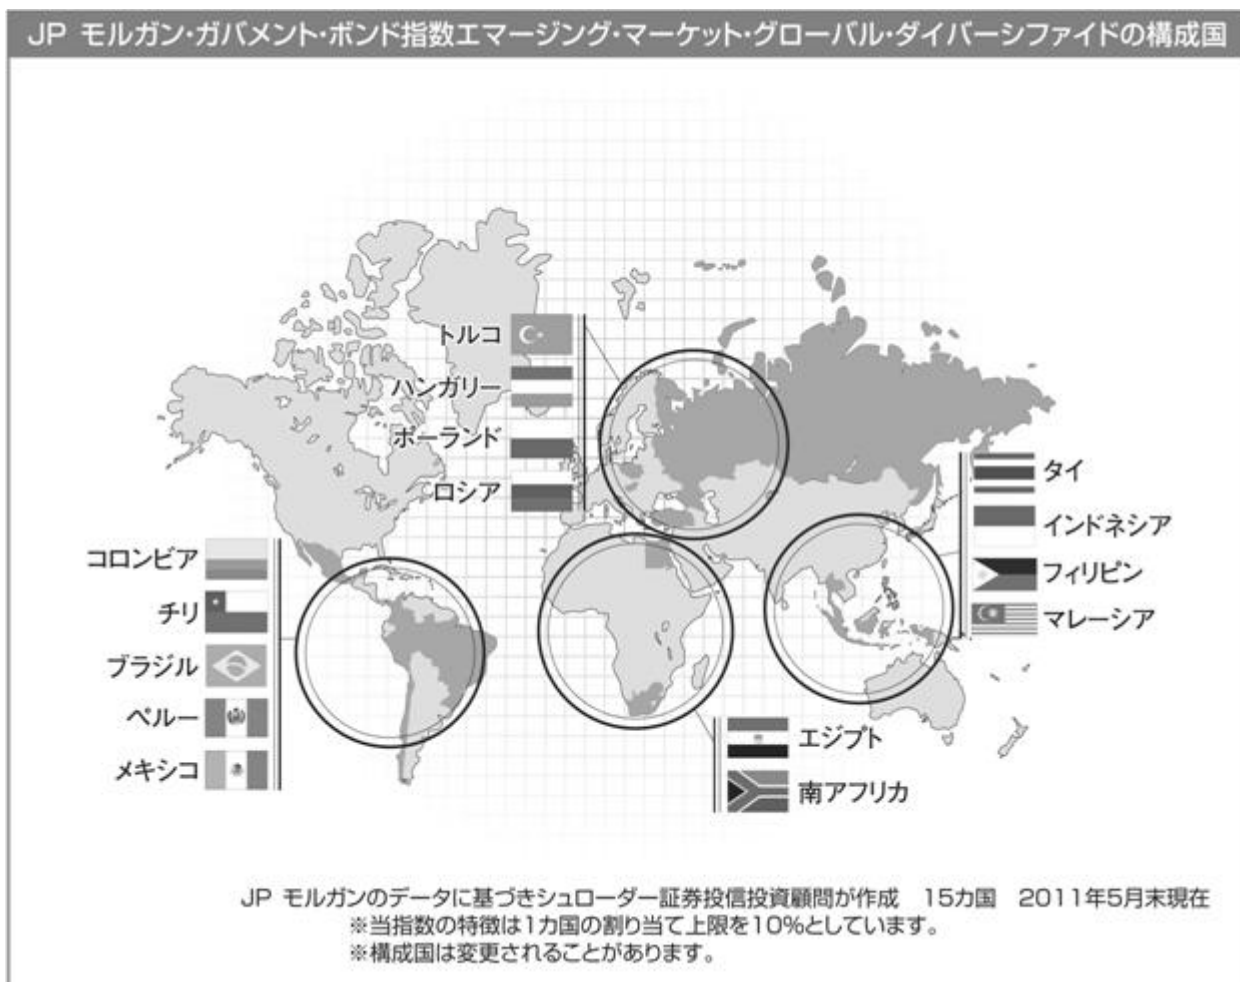 JP モルガン・ガバメント・ボンド指数エマージング・マーケット・グローバル・ダイバーシファイドの構成国
トルコ
ハンガリー
ポーランド
ロシア
コロンビア
チリ
ブラジル
ペルー
メキシコ
タイ
インドネシア
フィリピン
マレーシア
エジプト
南アフリカ
JP モルガンのデータに基づきシュローダー証券投信投資顧問が作成 15カ国 2011年5月末現在
※当指数の特徴は1カ国の割り当て上限を10%としています。
※構成国は変更されることがあります。